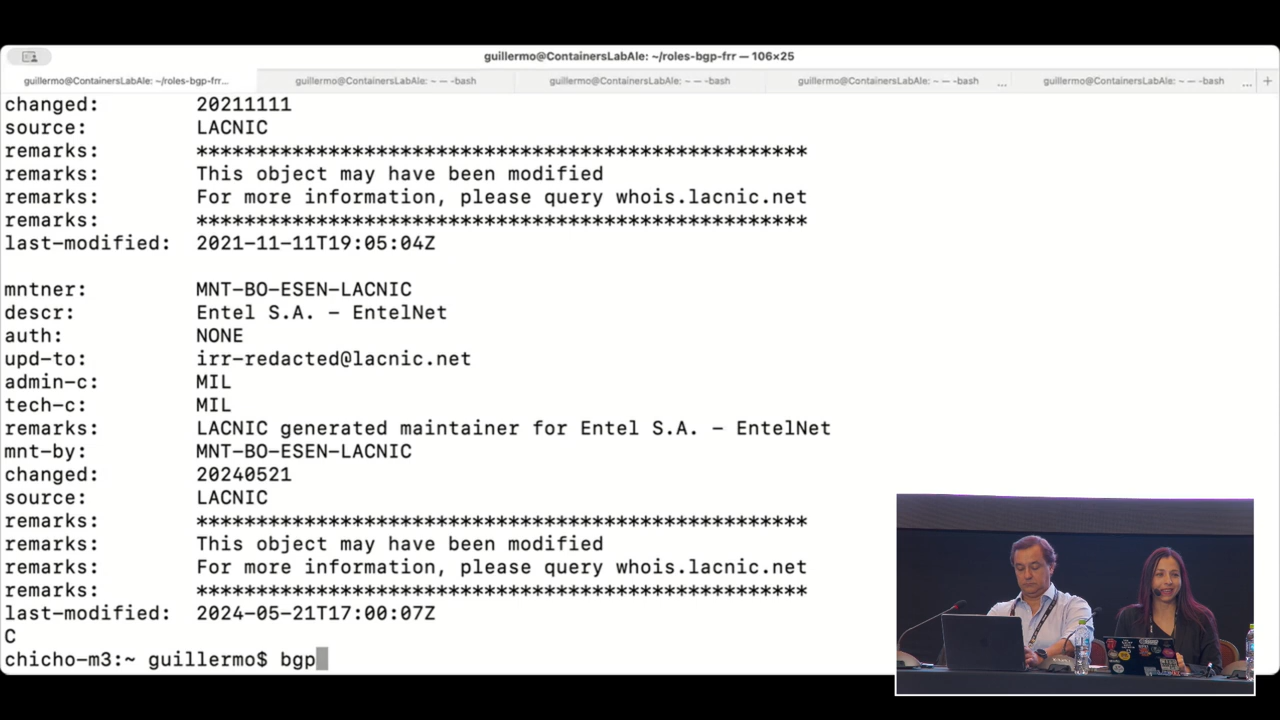 guillermo@ContainersLabAle: ~/roles-bgp-frr — 106×25
guillermo@ContainersLabAle: ~/roles-bgp-frr... guillermo@ContainersLabAle: ~ — -bash guillermo@ContainersLabAle: ~ — -bash guillermo@ContainersLabAle: ~ — -bash ... guillermo@ContainersLabAle: ~ — -bash ... +
changed: 20211111
source: LACNIC
remarks: ***************************************************
remarks: This object may have been modified
remarks: For more information, please query whois.lacnic.net
remarks: ***************************************************
last-modified: 2021-11-11T19:05:04Z
mntner: MNT-BO-ESEN-LACNIC
descr: Entel S.A. - EntelNet
auth: NONE
upd-to: irr-redacted@lacnic.net
admin-c: MIL
tech-c: MIL
remarks: LACNIC generated maintainer for Entel S.A. - EntelNet
mnt-by: MNT-BO-ESEN-LACNIC
changed: 20240521
source: LACNIC
remarks: ***************************************************
remarks: This object may have been modified
remarks: For more information, please query whois.lacnic.net
remarks: ***************************************************
last-modified: 2024-05-21T17:00:07Z
C
chicho-m3:~ guillermo$ bgp